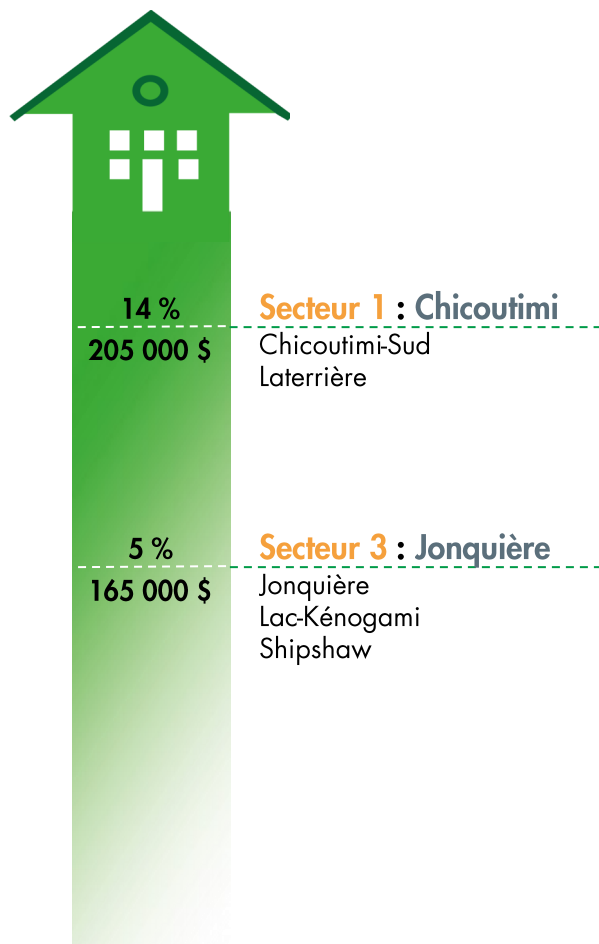 14 %
Secteur 1 : Chicoutimi
205 000 $
Chicoutimi-Sud
Laterrière
5 %
Secteur 3 : Jonquière
165 000 $
Jonquière
Lac-Kénogami
Shipshaw